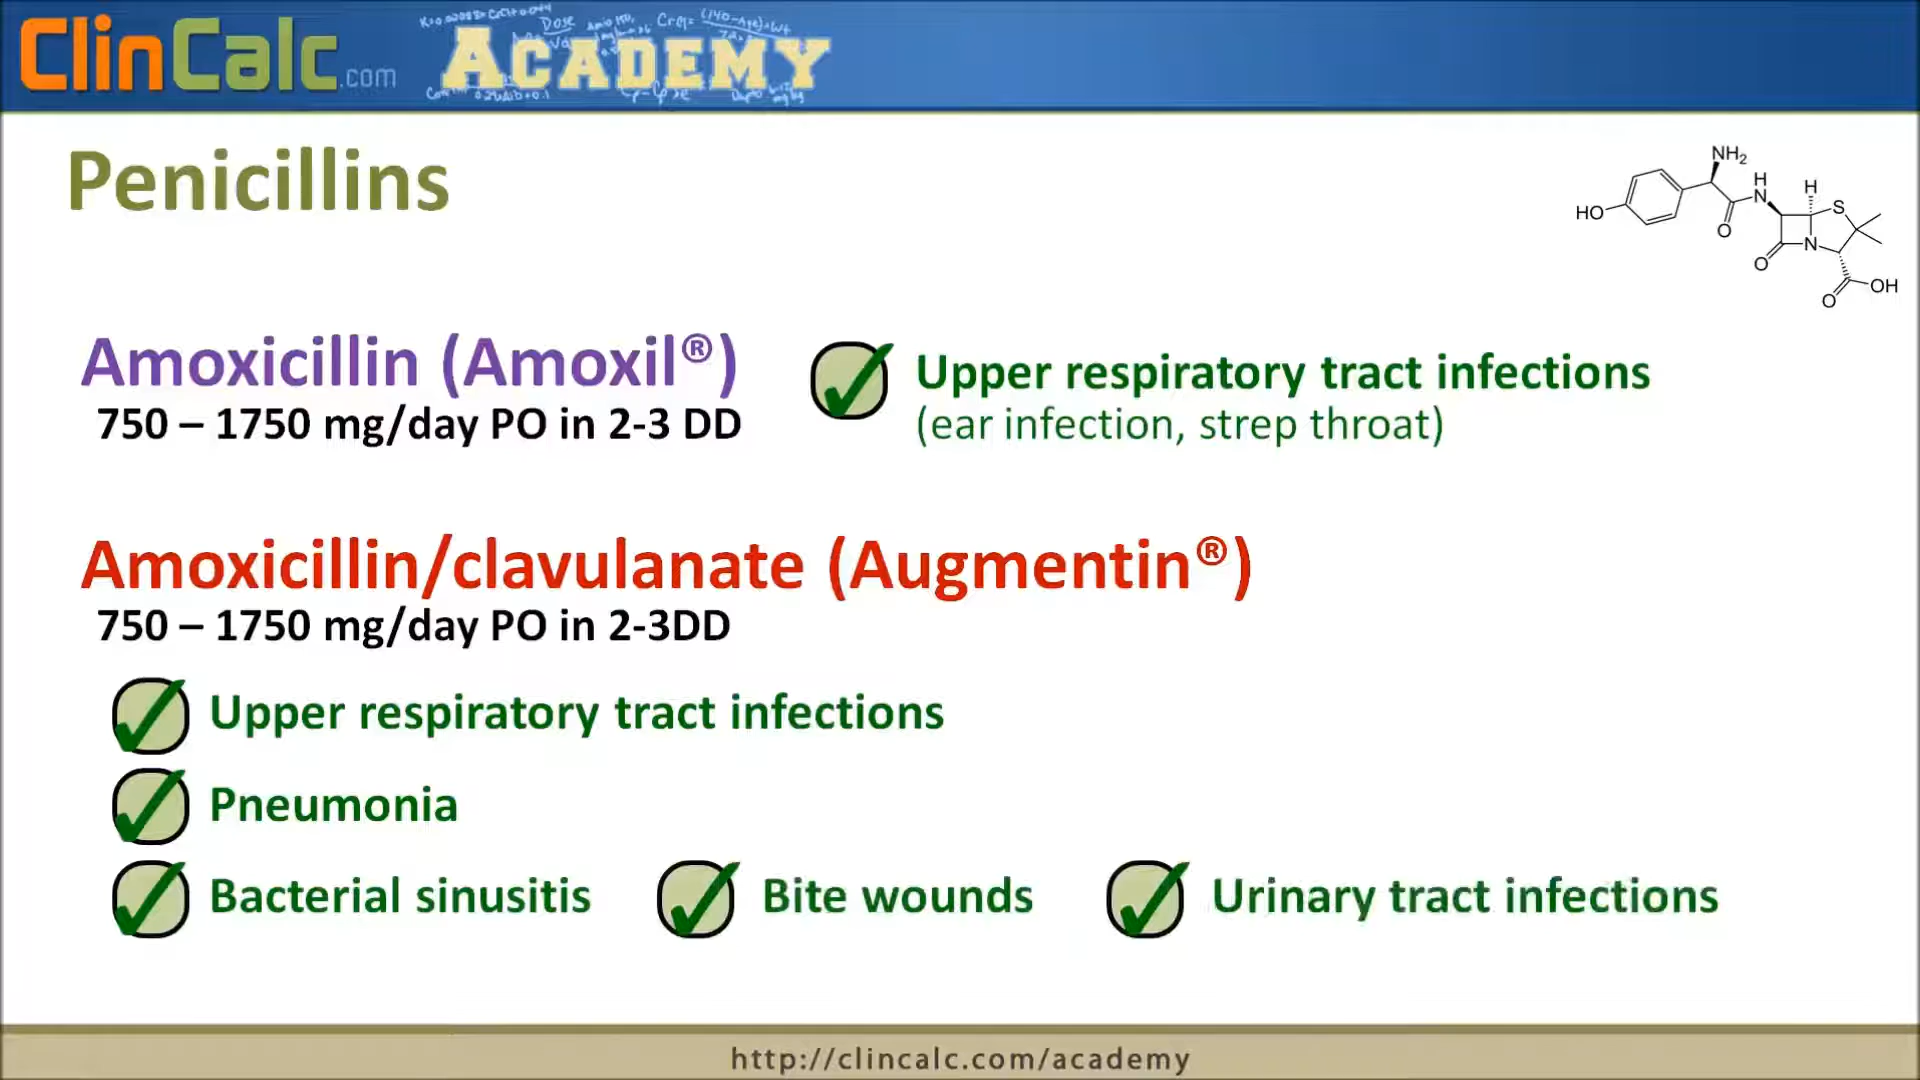 ClinCalc.com ACADEMY
Penicillins
NH2
H
H
HO
N
S
O
N
O
OH
O
Amoxicillin (Amoxil®)
750 – 1750 mg/day PO in 2-3 DD
Upper respiratory tract infections
(ear infection, strep throat)
Amoxicillin/clavulanate (Augmentin®)
750 – 1750 mg/day PO in 2-3DD
Upper respiratory tract infections
Pneumonia
Bacterial sinusitis
Bite wounds
Urinary tract infections
http://clincalc.com/academy